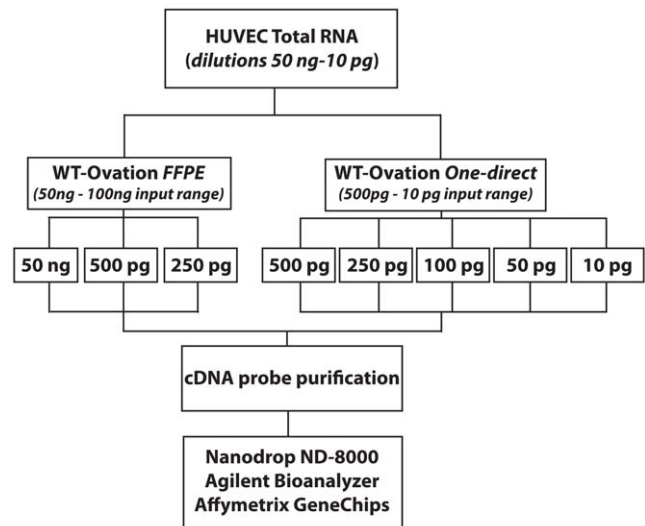 HUVEC Total RNA
(dilutions 50 ng-10 pg)
WT-Ovation FFPE
(50ng - 100ng input range)
WT-Ovation One-direct
(500pg - 10 pg input range)
50 ng
500 pg
250 pg
500 pg
250 pg
100 pg
50 pg
10 pg
cDNA probe purification
Nanodrop ND-8000
Agilent Bioanalyzer
Affymetrix GeneChips